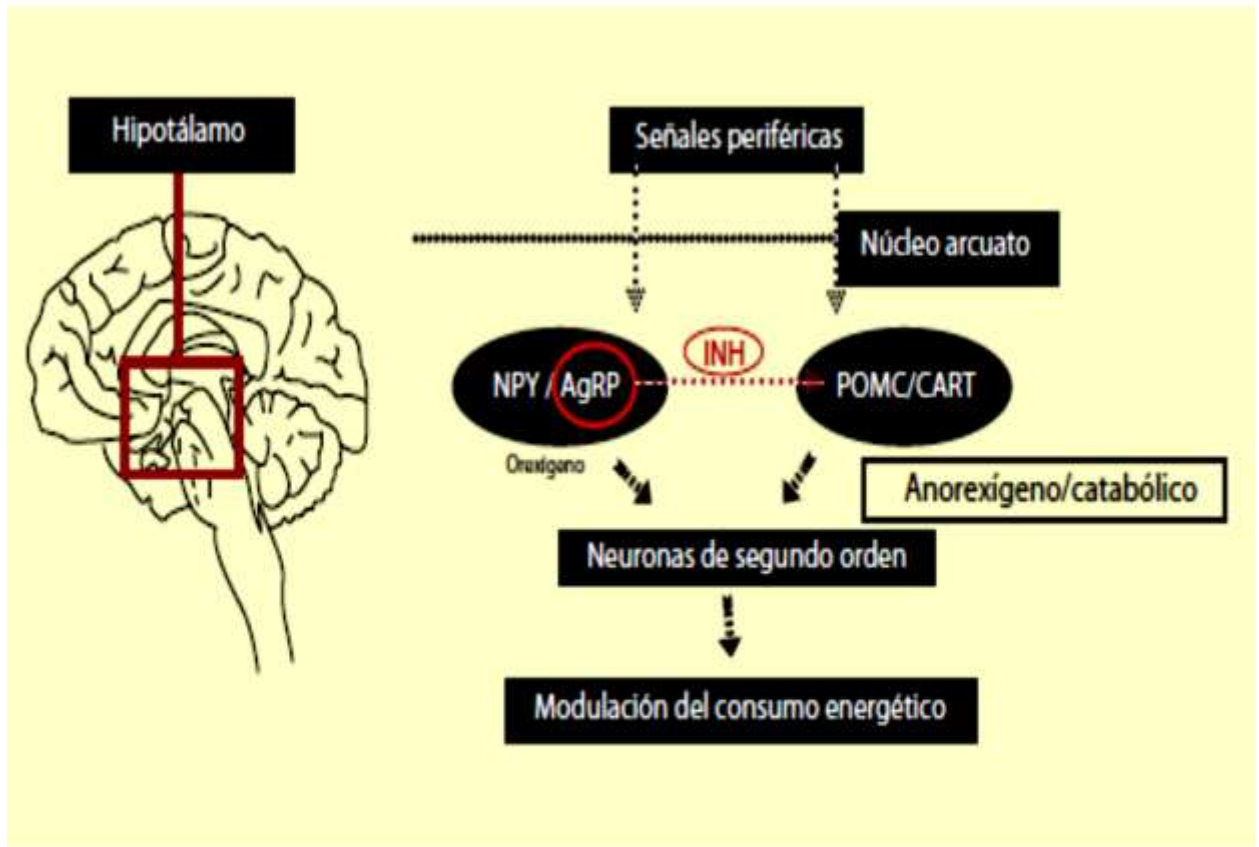 Hipotálamo
Señales periféricas
Núcleo arcuato
INH
NPY / AgRP
POMC/CART
Orexígeno
Anorexígeno/catabólico
Neuronas de segundo orden
Modulación del consumo energético